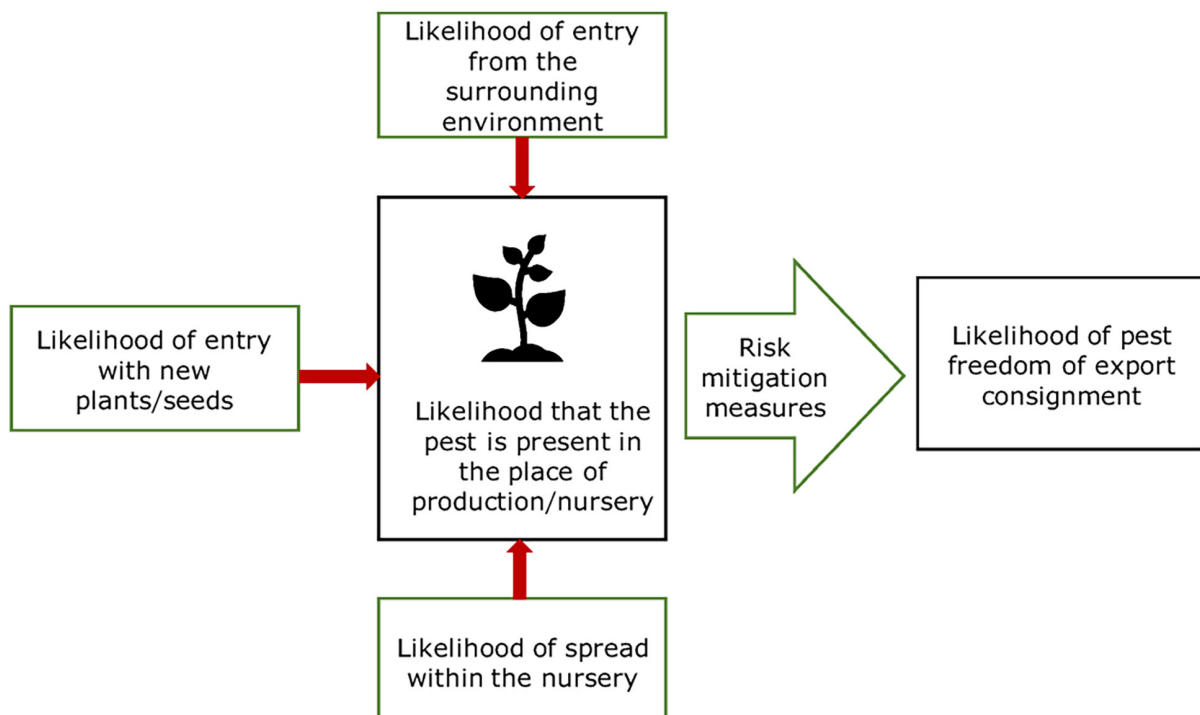 Likelihood of entry
from the
surrounding
environment
Likelihood of entry
with new
plants/seeds
Likelihood that the
pest is present in
the place of
production/nursery
Risk
mitigation
measures
Likelihood of pest
freedom of export
consignment
Likelihood of spread
within the nursery